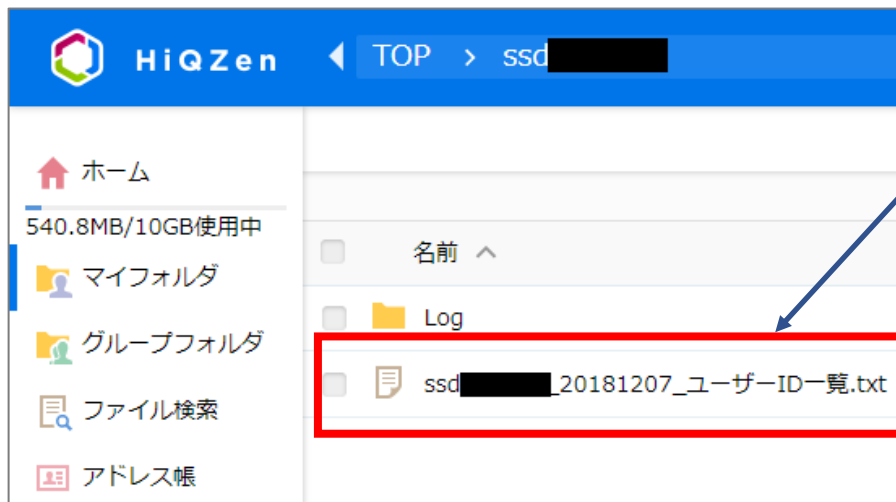 HiQZen
TOP > ssd
ホーム
540.8MB/10GB使用中
マイフォルダ
グループフォルダ
ファイル検索
アドレス帳
名前
Log
ssd _20181207_ユーザーID一覧.txt